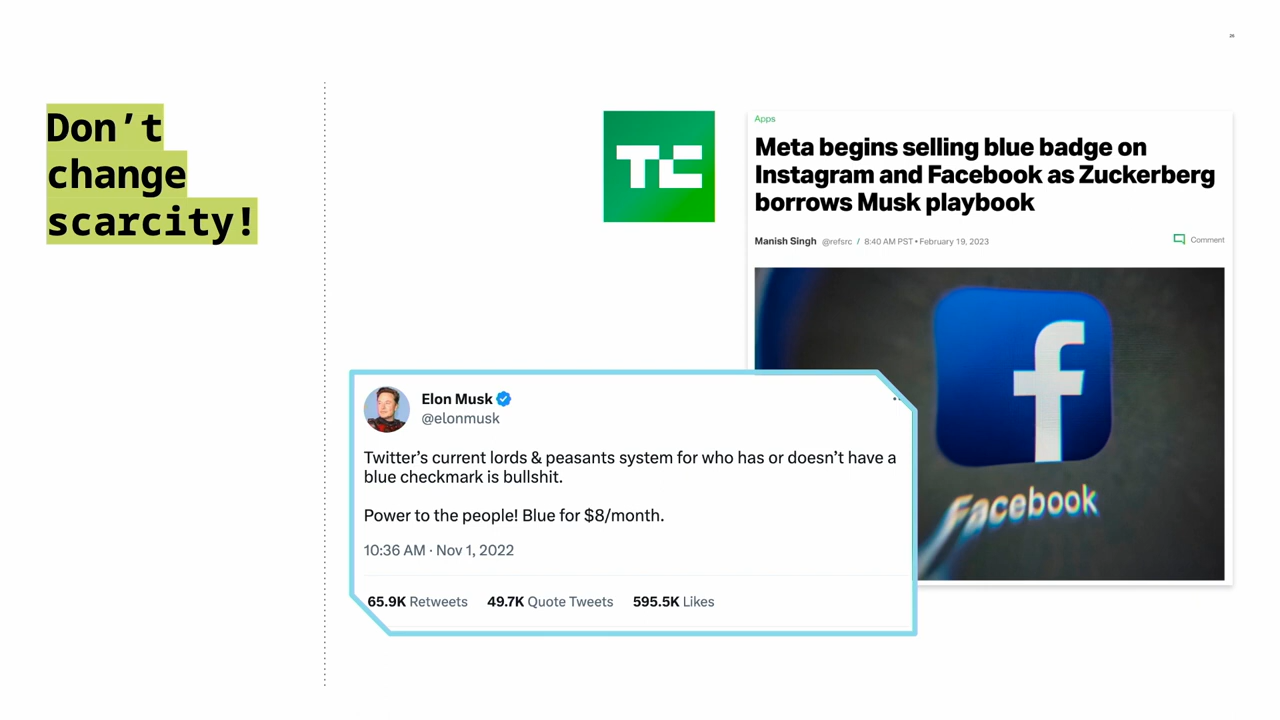 26
Don’t
change
scarcity!
TC
Apps
Meta begins selling blue badge on
Instagram and Facebook as Zuckerberg
borrows Musk playbook
Manish Singh @refsrc / 8:40 AM PST • February 19, 2023
Comment
facebook
Elon Musk
@elonmusk
Twitter’s current lords & peasants system for who has or doesn’t have a
blue checkmark is bullshit.
Power to the people! Blue for $8/month.
10:36 AM · Nov 1, 2022
65.9K Retweets 49.7K Quote Tweets 595.5K Likes